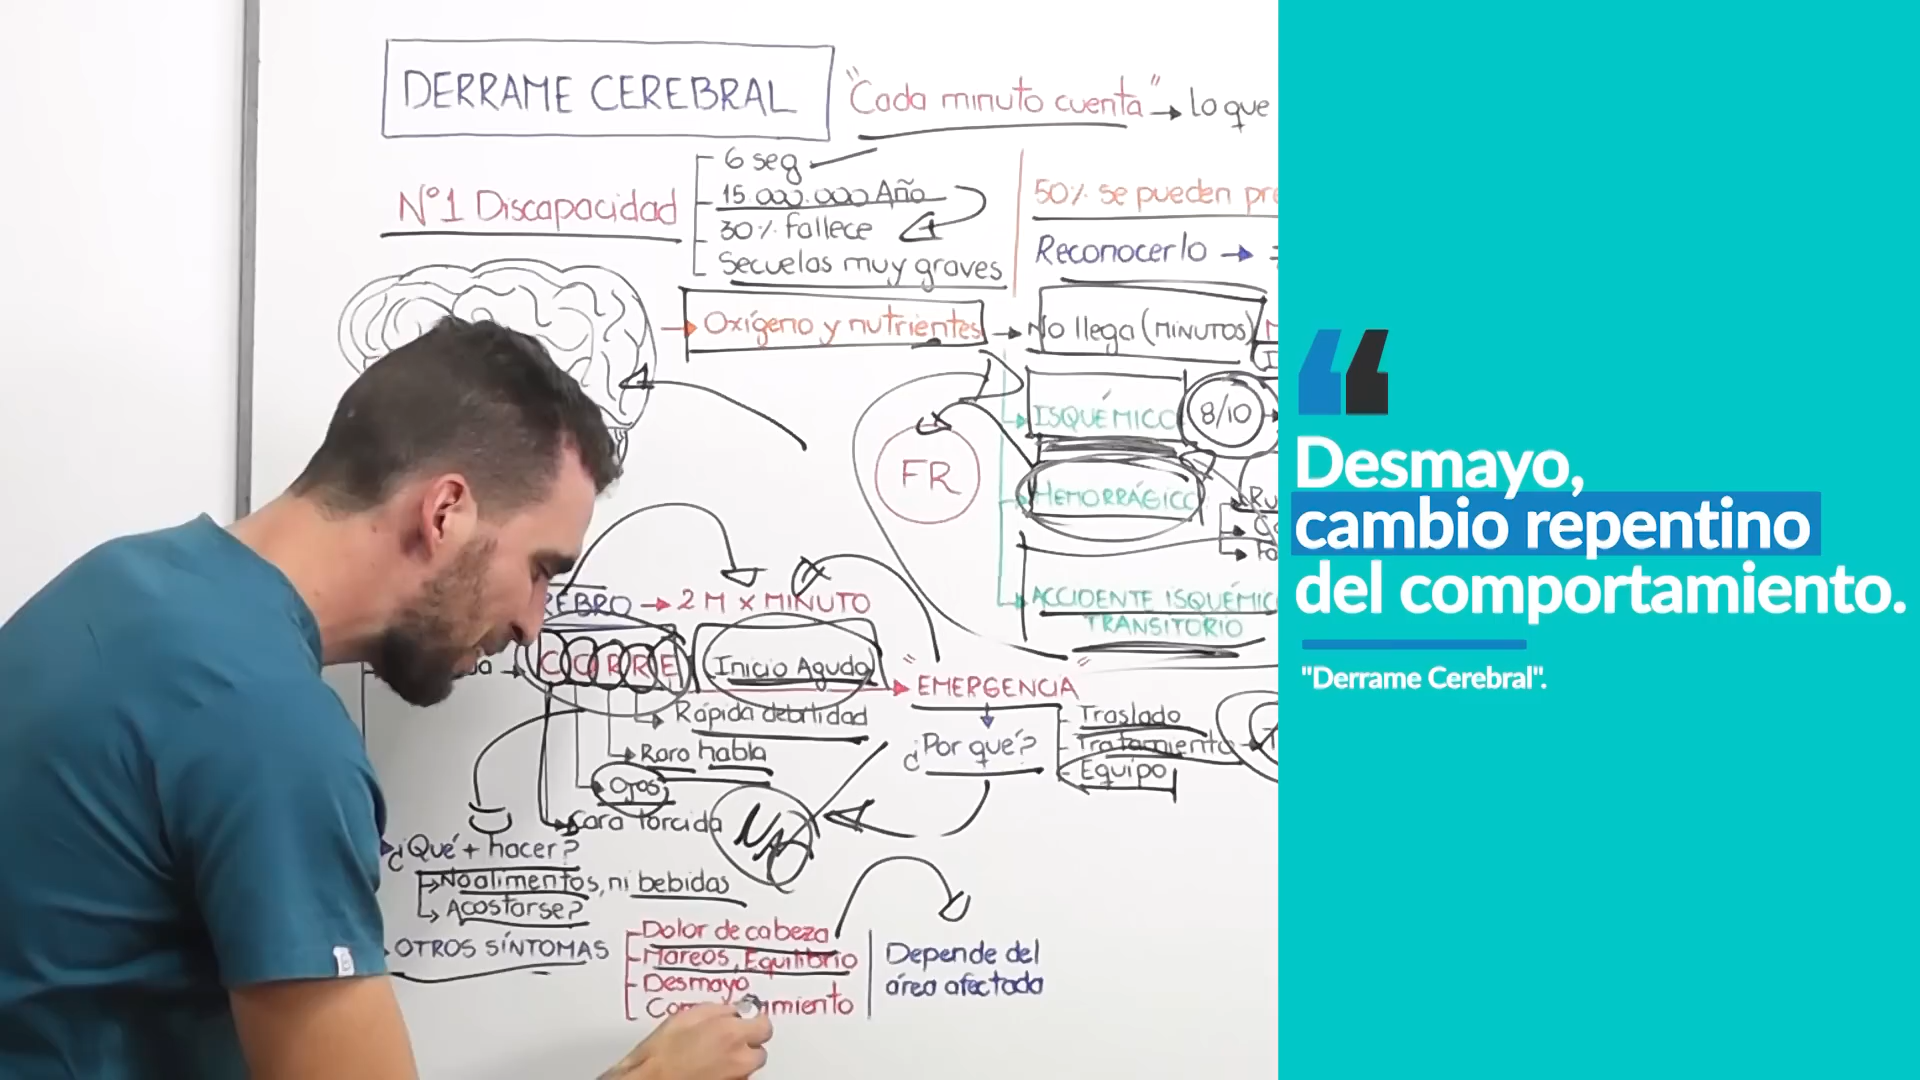 DERRAME CEREBRAL
"Cada minuto cuenta" → Lo que
Nº1 Discapacidad
6 seg
15.000.000 Año
30% fallece
Secuelas muy graves
50% se pueden
Reconocerlo →
Oxígeno y nutrientes
No llega (MINUTOS)
ISQUÉMICO
8/10
FR
HEMORRÁGICO
ACCIDENTE ISQUÉMIC
TRANSITORIO
REBRO → 2 M x MINUTO
C C R R E
Inicio Agudo
"EMERGENCIA"
Rápida debilidad
Raro habla
Ojos
Cara torcida
¿Por qué?
Traslado
Tratamiento
Equipo
¿Qué + hacer?
No alimentos, ni bebidas
Acostarse?
OTROS SÍNTOMAS
Dolor de cabeza
Mareos, Equilibrio
Desmayo
Depende del
área afectada
Desmayo,
cambio repentino
del comportamiento.
"Derrame Cerebral".